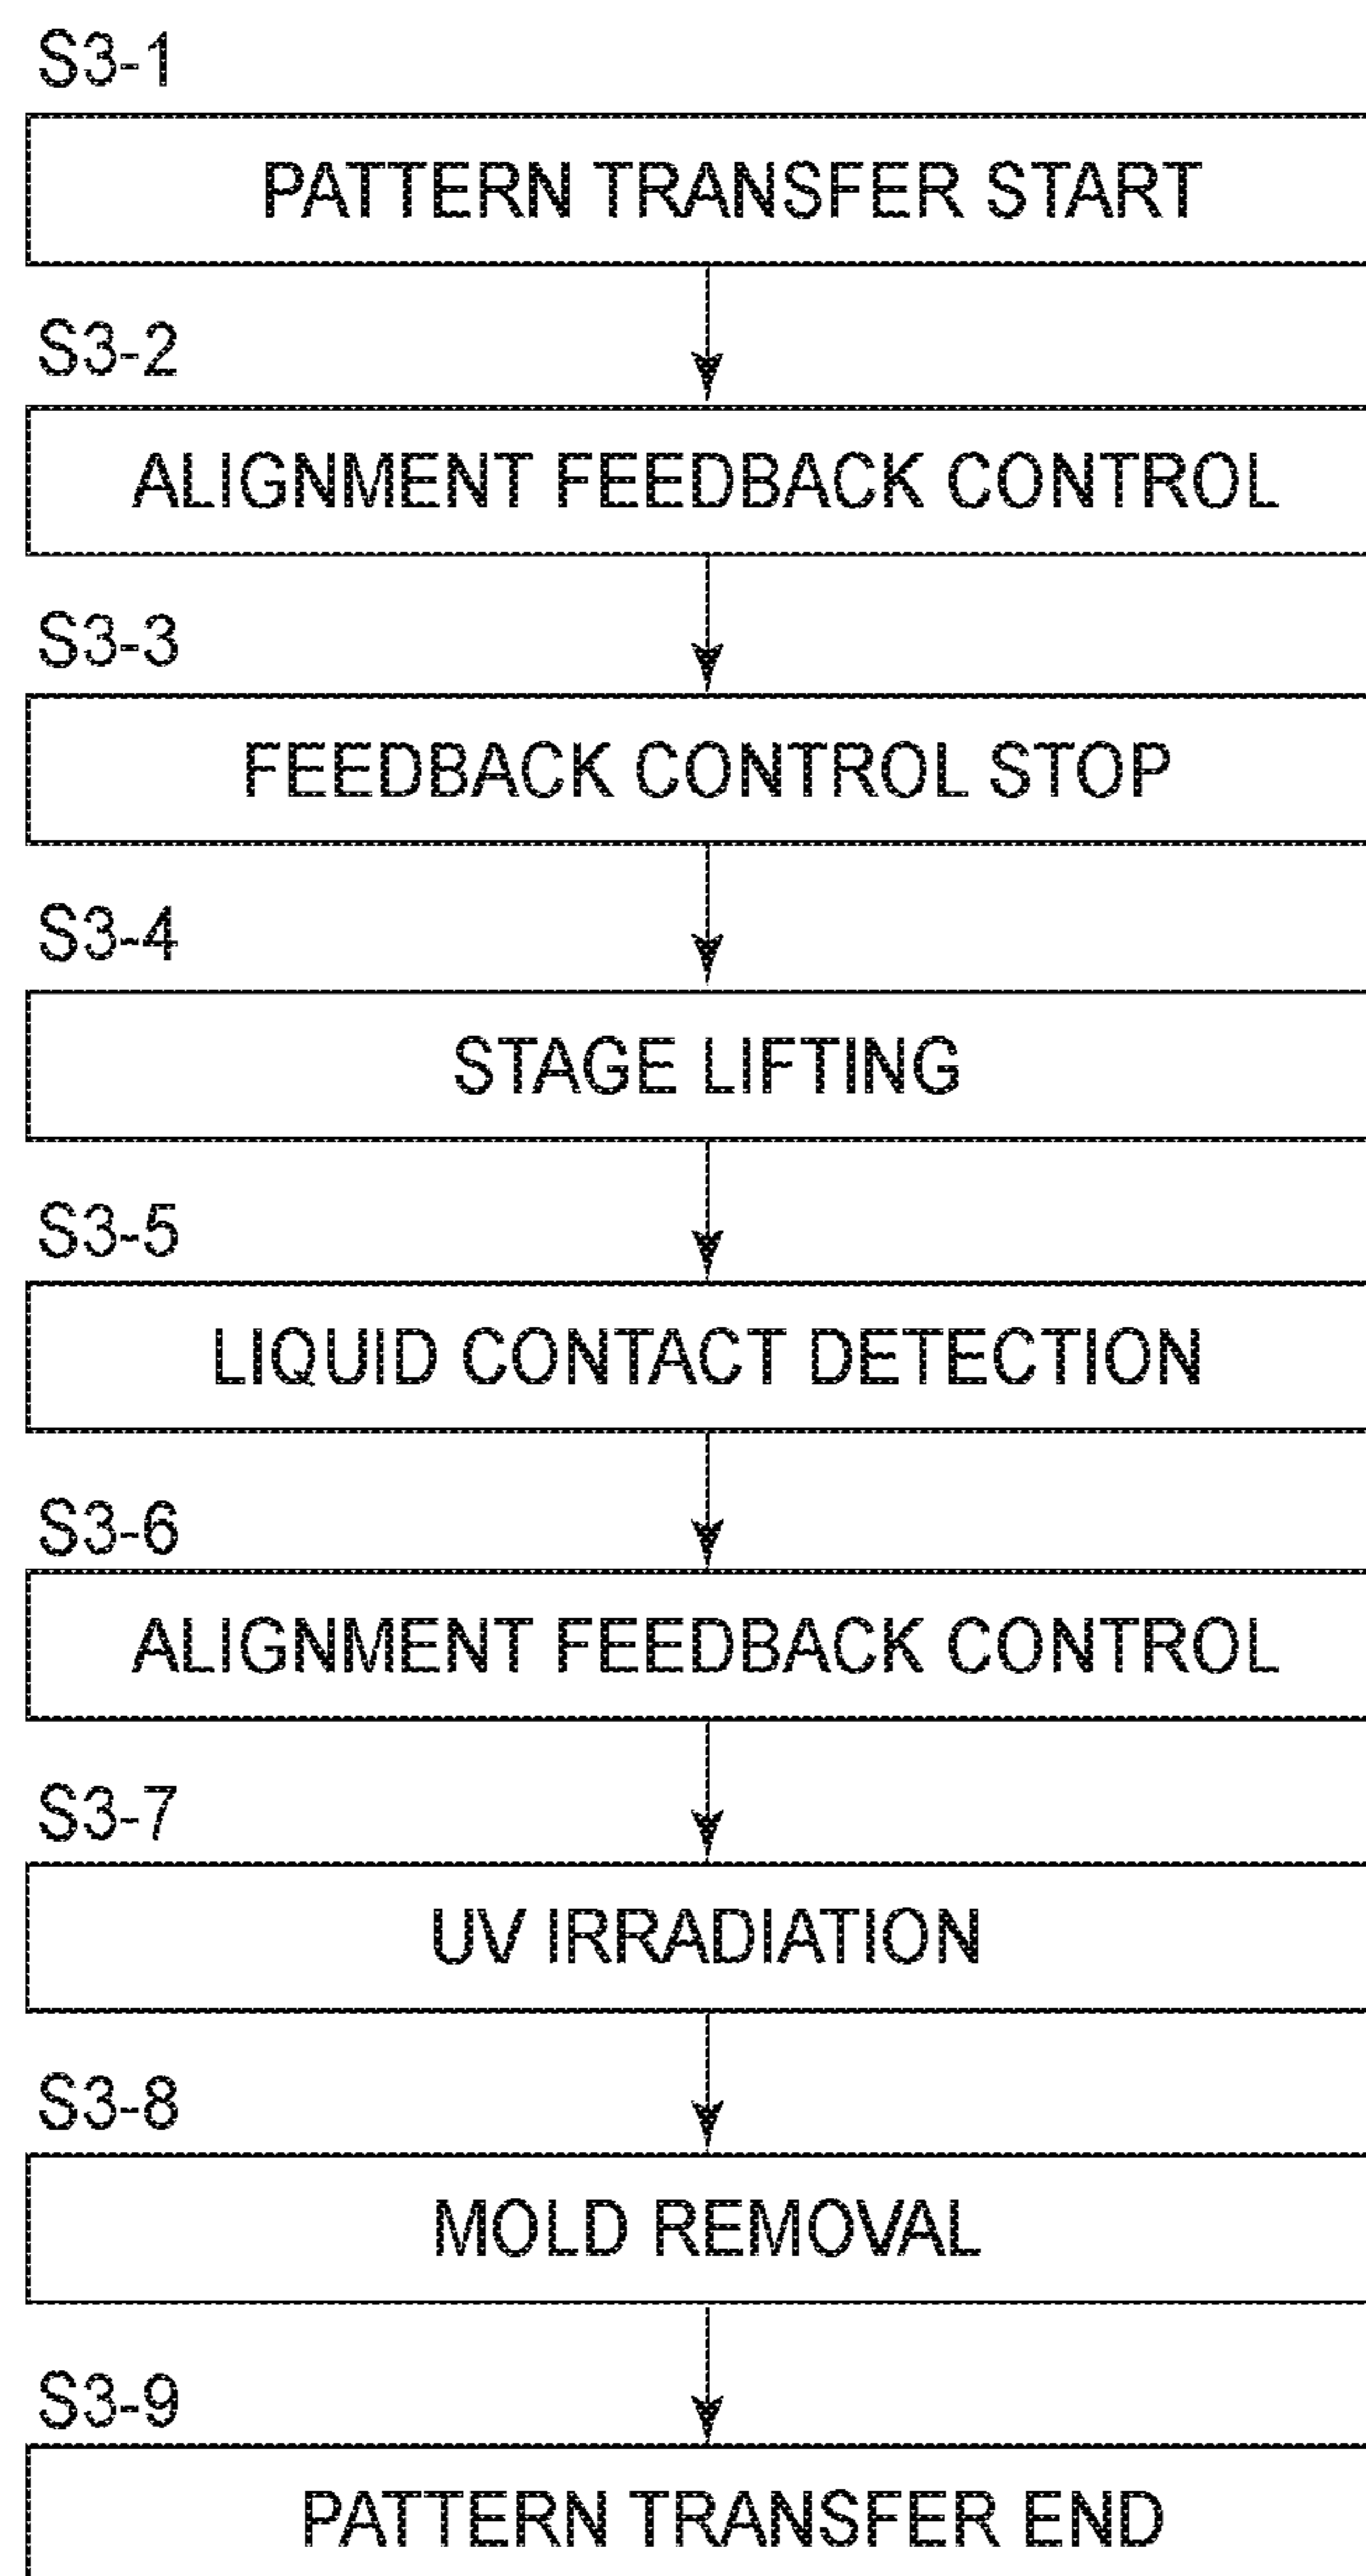 S3-1
PATTERN TRANSFER START
S3-2
ALIGNMENT FEEDBACK CONTROL
S3-3
FEEDBACK CONTROL STOP
S3-4
STAGE LIFTING
S3-5
LIQUID CONTACT DETECTION
S3-6
ALIGNMENT FEEDBACK CONTROL
S3-7
UV IRRADIATION
S3-8
MOLD REMOVAL
S3-9
PATTERN TRANSFER END